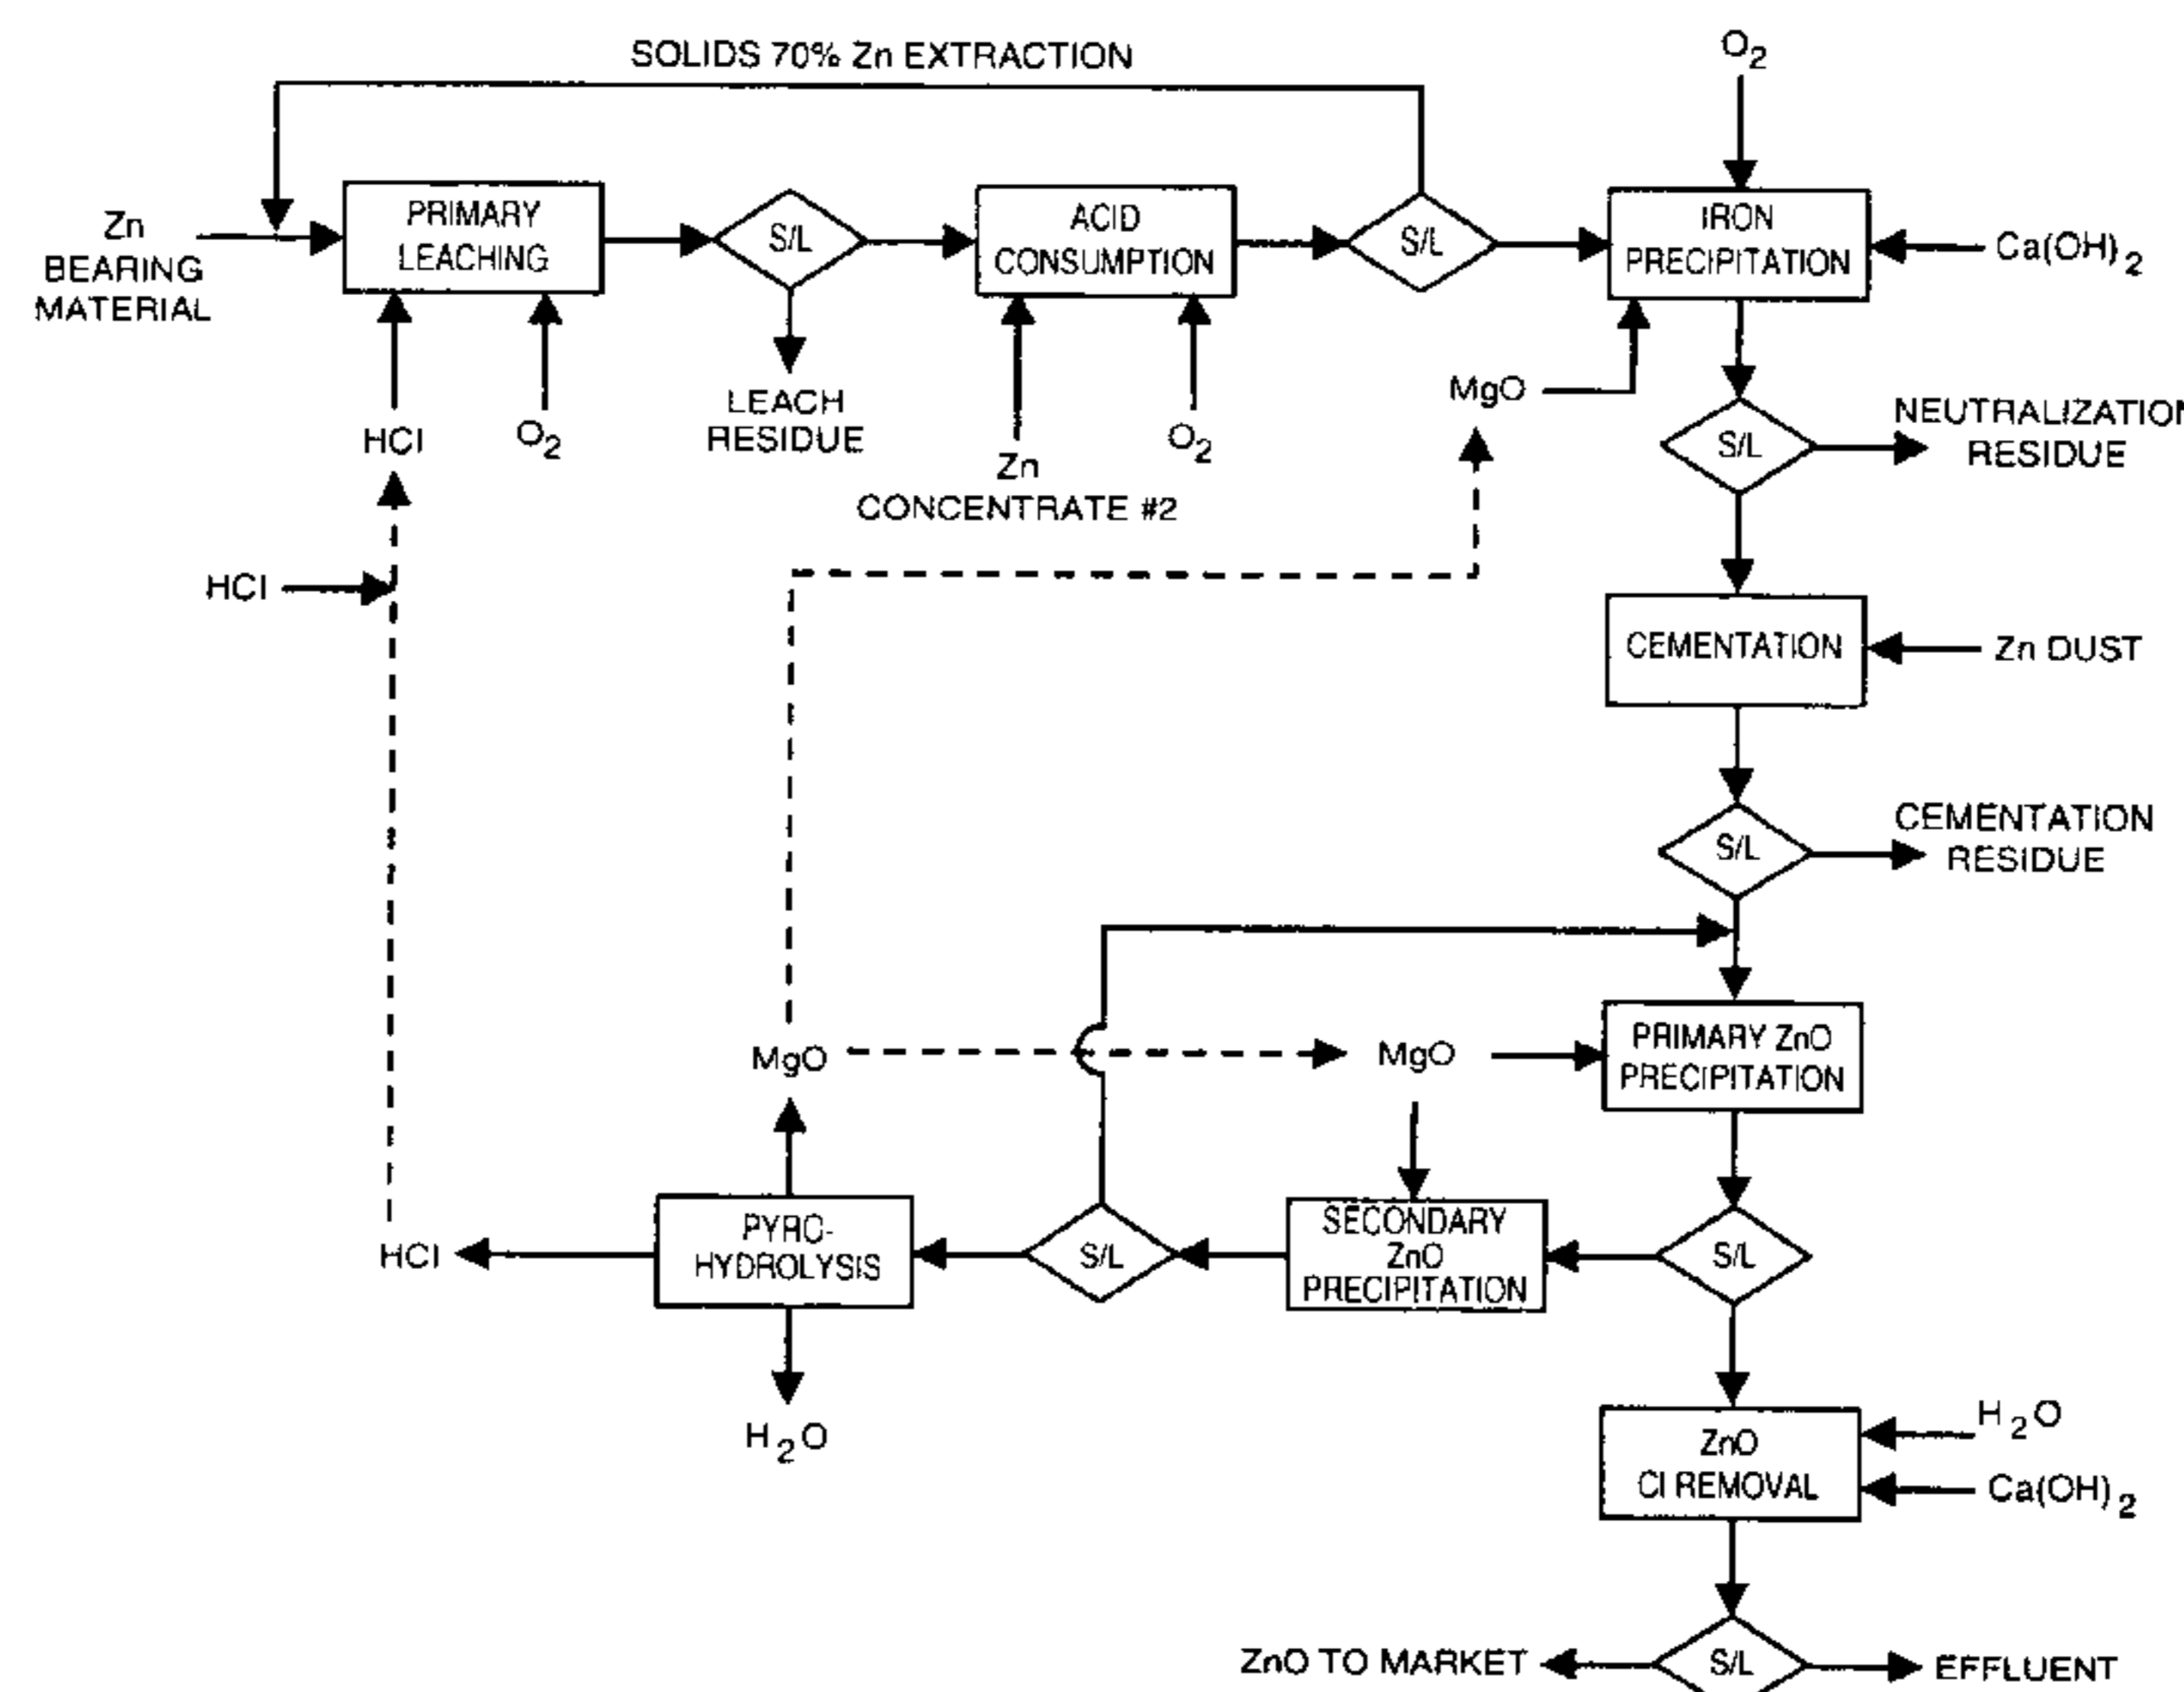 SOLIDS 70% Zn EXTRACTION
O2
Zn
BEARING
MATERIAL
PRIMARY
LEACHING
S/L
ACID
CONSUMPTION
S/L
IRON
PRECIPITATION
Ca(OH)2
HCl
O2
LEACH
RESIDUE
Zn
CONCENTRATE #2
O2
MgO
S/L
NEUTRALIZATION
RESIDUE
HCl
CEMENTATION
Zn DUST
S/L
CEMENTATION
RESIDUE
MgO
MgO
PRIMARY ZnO
PRECIPITATION
HCl
PYRO-
HYDROLYSIS
S/L
SECONDARY
ZnO
PRECIPITATION
S/L
H2O
ZnO
Cl REMOVAL
H2O
Ca(OH)2
ZnO TO MARKET
S/L
EFFLUENT